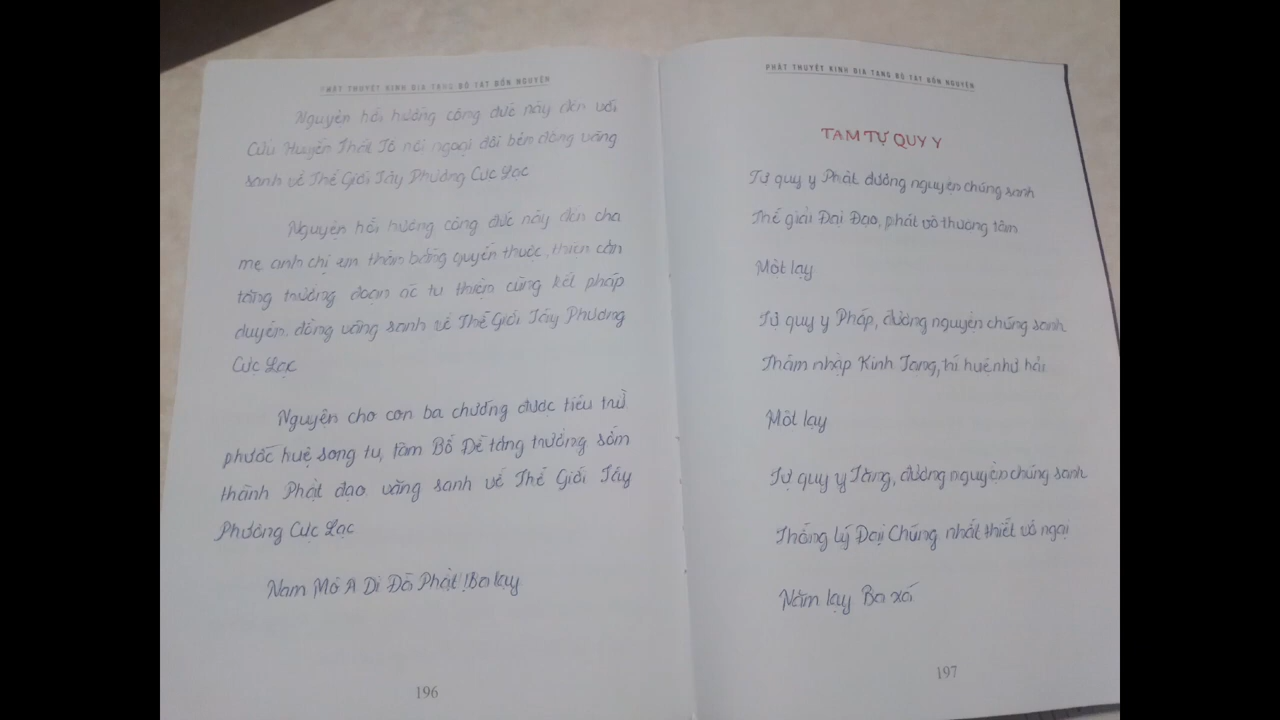 PHẬT THUYẾT KINH ĐỊA TẠNG BỒ TÁT BỔN NGUYỆN
Nguyện hồi hướng công đức này đến với
Cửu Huyền Thất Tổ nội ngoại đôi bên đồng vãng
sanh về Thế Giới Tây Phương Cực Lạc
Nguyện hồi hướng công đức này đến cha
mẹ, anh chị em thân bằng quyến thuộc, thiện căn
tăng trưởng đoạn ác tu thiện cùng kết pháp
duyên. đồng vãng sanh về Thế Giới Tây Phương
Cực Lạc
Nguyện cho con ba chướng được tiêu trừ
phước huệ song tu, tâm Bồ Đề tăng trưởng sớm
thành Phật đạo vãng sanh về Thế Giới Tây
Phương Cực Lạc
Nam Mô A Di Đà Phật! Ba lạy
196
PHẬT THUYẾT KINH ĐỊA TẠNG BỒ TÁT BỔN NGUYỆN
TAM TỰ QUY Y
Tự quy y Phật đương nguyện chúng sanh
Thể giải Đại Đạo, phát vô thượng tâm
Một lạy
Tự quy y Pháp, đương nguyện chúng sanh
Thâm nhập Kinh Tạng, trí huệ như hải
Một lạy
Tự quy y Tăng, đương nguyện chúng sanh
Thống lý Đại Chúng nhất thiết vô ngại
Năm lạy Ba xá
197